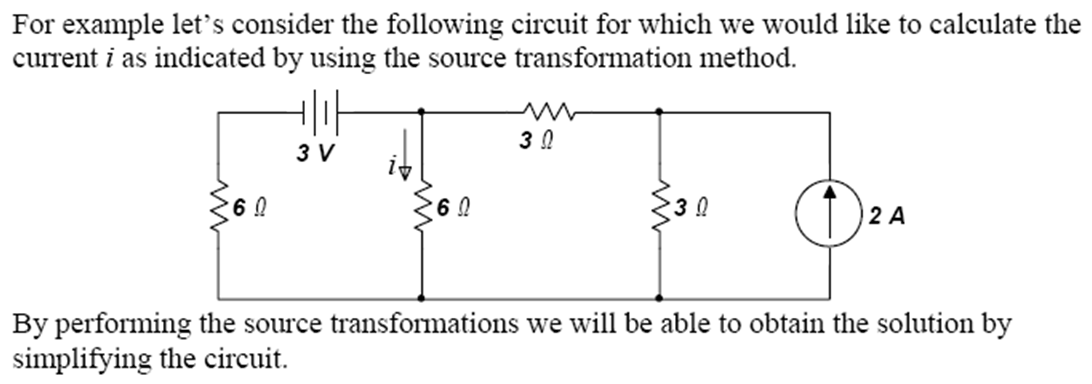 For example let’s consider the following circuit for which we would like to calculate the
current i as indicated by using the source transformation method.
3 V
i
3 Ω
6 Ω
6 Ω
3 Ω
2 A
By performing the source transformations we will be able to obtain the solution by
simplifying the circuit.